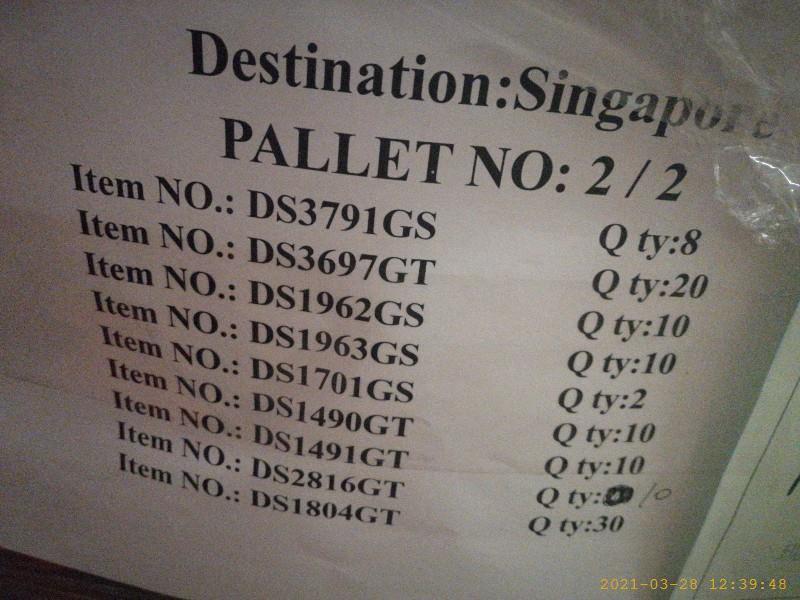 Destination:Singapore
PALLET NO: 2 / 2
Item NO.: DS3791GS Q ty:8
Item NO.: DS3697GT Q ty:20
Item NO.: DS1962GS Q ty:10
Item NO.: DS1963GS Q ty:10
Item NO.: DS1701GS Q ty:2
Item NO.: DS1490GT Q ty:10
Item NO.: DS1491GT Q ty:10
Item NO.: DS2816GT Q ty: 10
Item NO.: DS1804GT Q ty:30
2021-03-28 12:39:48